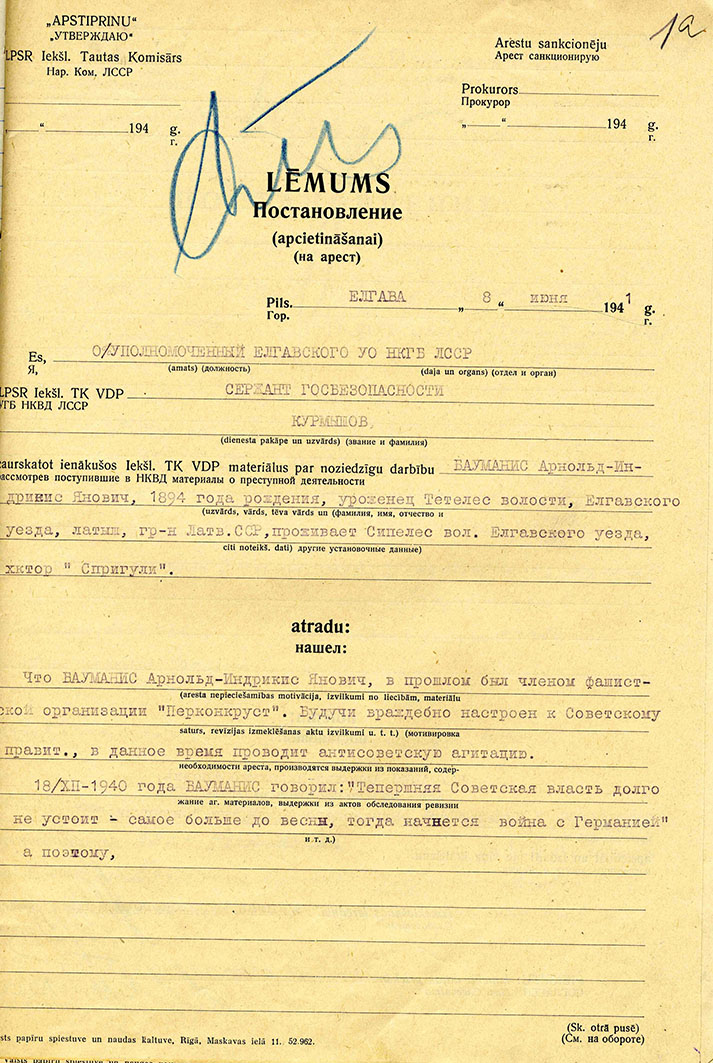 „APSTIPRINU"
„УТВЕРЖДАЮ"
LPSR Iekšl. Tautas Komisārs
Нар. Ком. ЛССР
„ “ 194 g.
г.
1a
Arestu sankcionēju
Арест санкционирую
Prokurors
Прокурор
„ “ 194 g.
г.
LĒMUMS
Постановление
(apcietināšanai)
(на арест)
Pils. ЕЛГАВА „ 8 “ июня 1941 g.
Гор. г.
Es, О/УПОЛНОМОЧЕННЫЙ ЕЛГАВСКОГО УО НКГБ ЛССР
Я, (amats) (должность) (daļa un organs) (отдел и орган)
LPSR Iekšl. TK VDP СЕРЖАНТ ГОСБЕЗОПАСНОСТИ
УГБ НКВД ЛССР
КУРМЫШОВ,
(dienesta pakāpe un uzvārds) (звание и фамилия)
caurskatot ienākušos Iekšl. TK VDP materiālus par noziedzīgu darbību БАУМАНИС Арнольд-Ин-
рассмотрев поступившие в НКВД материалы о преступной деятельности
дрикис Янович, 1894 года рождения, уроженец Тетелес волости, Елгавского
(uzvārds, vārds, tēva vārds un (фамилия, имя, отчество и
уезда, латыш, гр-н Латв.ССР,проживает Сипелес вол. Елгавского уезда,
citi noteikš. dati) другие установочные данные)
хктор " Спригули".
atradu:
нашел:
Что БАУМАНИС Арнольд-Индрикис Янович, в прошлом был членом фашист-
(aresta nepieciešamības motivācija, izvilkumi no liecībām, materiālu
ской организации "Перконкруст". Будучи враждебно настроен к Советскому
saturs, revīzijas izmeklēšanas aktu izvilkumi u. t. t.) (мотивировка
правит., в данное время проводит антисоветскую агитацию.
необходимости ареста, производятся выдержки из показаний, содер-
18/XII-1940 года БАУМАНИС говорил:"Тепершняя Советская власть долго
жание аг. материалов, выдержки из актов обследования ревизии
не устоит - самое больше до весны, тогда начнется война с Германией"
и т. д.)
а поэтому,
(Sk. otrā pusē)
(См. на обороте)
sts papīru spiestuve un naudas kaltuve, Rīgā, Maskavas ielā 11. 52.962.